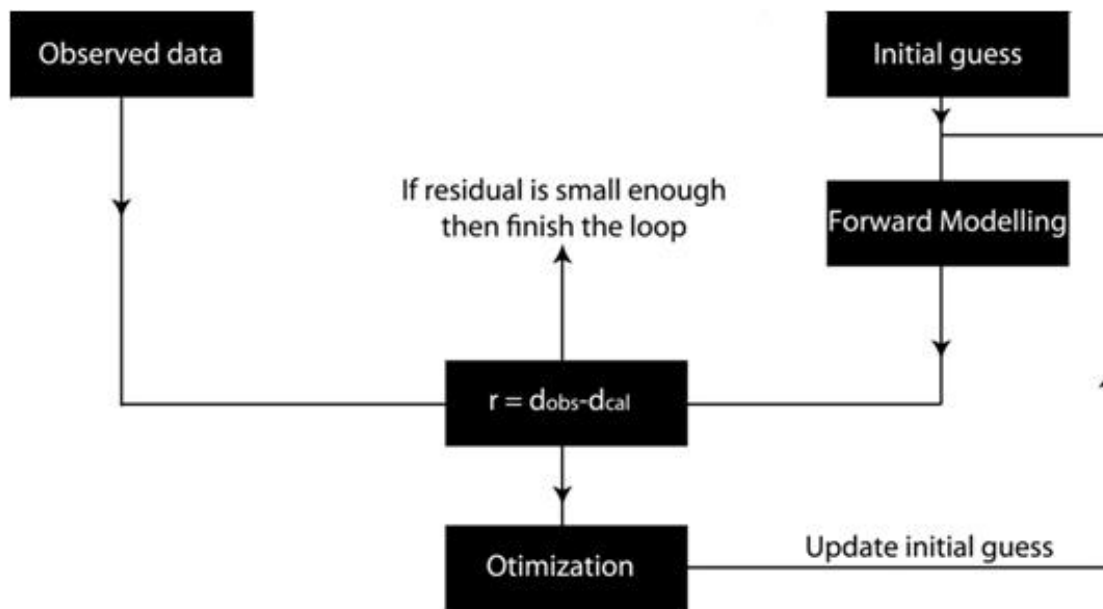 Observed data
Initial guess
If residual is small enough
then finish the loop
Forward Modelling
r = dobs-dcal
Otimization
Update initial guess